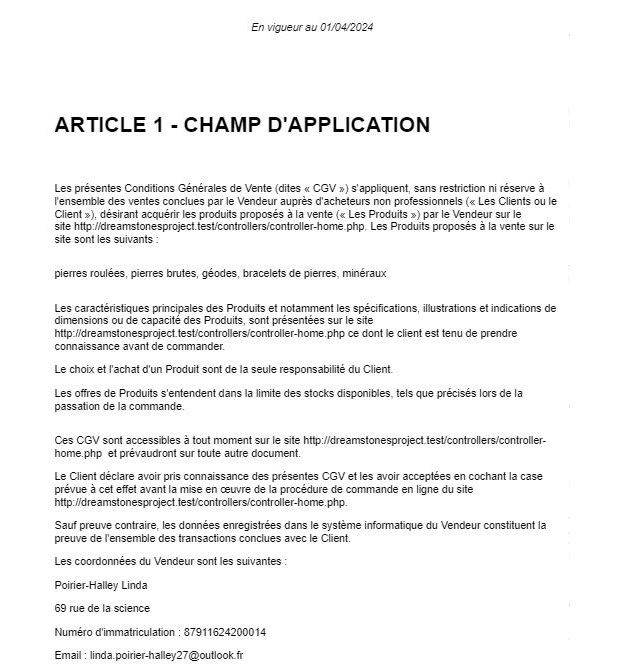 En vigueur au 01/04/2024
ARTICLE 1 - CHAMP D'APPLICATION
Les présentes Conditions Générales de Vente (dites « CGV ») s'appliquent, sans restriction ni réserve à
l'ensemble des ventes conclues par le Vendeur auprès d'acheteurs non professionnels (« Les Clients ou le
Client »), désirant acquérir les produits proposés à la vente (« Les Produits ») par le Vendeur sur le
site http://dreamstonesproject.test/controllers/controller-home.php. Les Produits proposés à la vente sur le
site sont les suivants :
pierres roulées, pierres brutes, géodes, bracelets de pierres, minéraux
Les caractéristiques principales des Produits et notamment les spécifications, illustrations et indications de
dimensions ou de capacité des Produits, sont présentées sur le site
http://dreamstonesproject.test/controllers/controller-home.php ce dont le client est tenu de prendre
connaissance avant de commander.
Le choix et l'achat d'un Produit sont de la seule responsabilité du Client.
Les offres de Produits s'entendent dans la limite des stocks disponibles, tels que précisés lors de la
passation de la commande.
Ces CGV sont accessibles à tout moment sur le site http://dreamstonesproject.test/controllers/controller-
home.php et prévaudront sur toute autre document.
Le Client déclare avoir pris connaissance des présentes CGV et les avoir acceptées en cochant la case
prévue à cet effet avant la mise en œuvre de la procédure de commande en ligne du site
http://dreamstonesproject.test/controllers/controller-home.php.
Sauf preuve contraire, les données enregistrées dans le système informatique du Vendeur constituent la
preuve de l'ensemble des transactions conclues avec le Client.
Les coordonnées du Vendeur sont les suivantes :
Poirier-Halley Linda
69 rue de la science
Numéro d'immatriculation : 87911624200014
Email : linda.poirier-halley27@outlook.fr